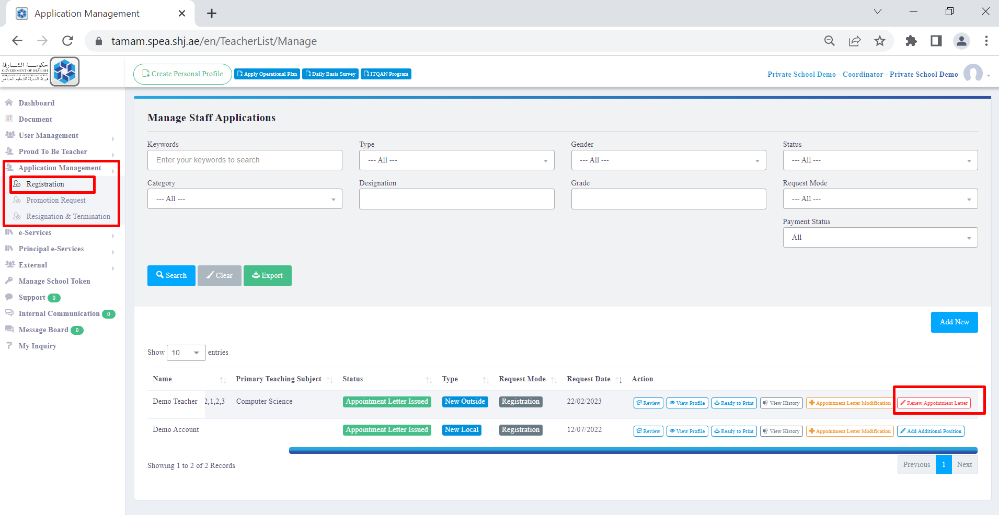 Application Management
tamam.spea.shj.ae/en/TeacherList/Manage
Create Personal Profile
Apply Operational Plan
Daily Basis Survey
ITQAN Program
Private School Demo - Coordinator - Private School Demo
Dashboard
Document
User Management
Proud To Be Teacher
Application Management
Registration
Promotion Request
Resignation & Termination
e-Services
Principal e-Services
External
Manage School Token
Support
Internal Communication 0
Message Board
My Inquiry
Manage Staff Applications
Keywords Type Gender Status
Enter your keywords to search --- All --- --- All --- --- All ---
Category Designation Grade Request Mode
--- All --- --- All ---
Payment Status
All
Search Clear Export
Add New
Show 10 entries
Name Primary Teaching Subject Status Type Request Mode Request Date Action
Demo Teacher 2,1,2,3 Computer Science Appointment Letter Issued New Outside Registration 22/02/2023 Review View Profile Ready to Print View History Appointment Letter Modification Renew Appointment Letter
Demo Account Appointment Letter Issued New Local Registration 12/07/2022 Review View Profile Ready to Print View History Appointment Letter Modification Add Additional Position
Showing 1 to 2 of 2 Records
Previous 1 Next